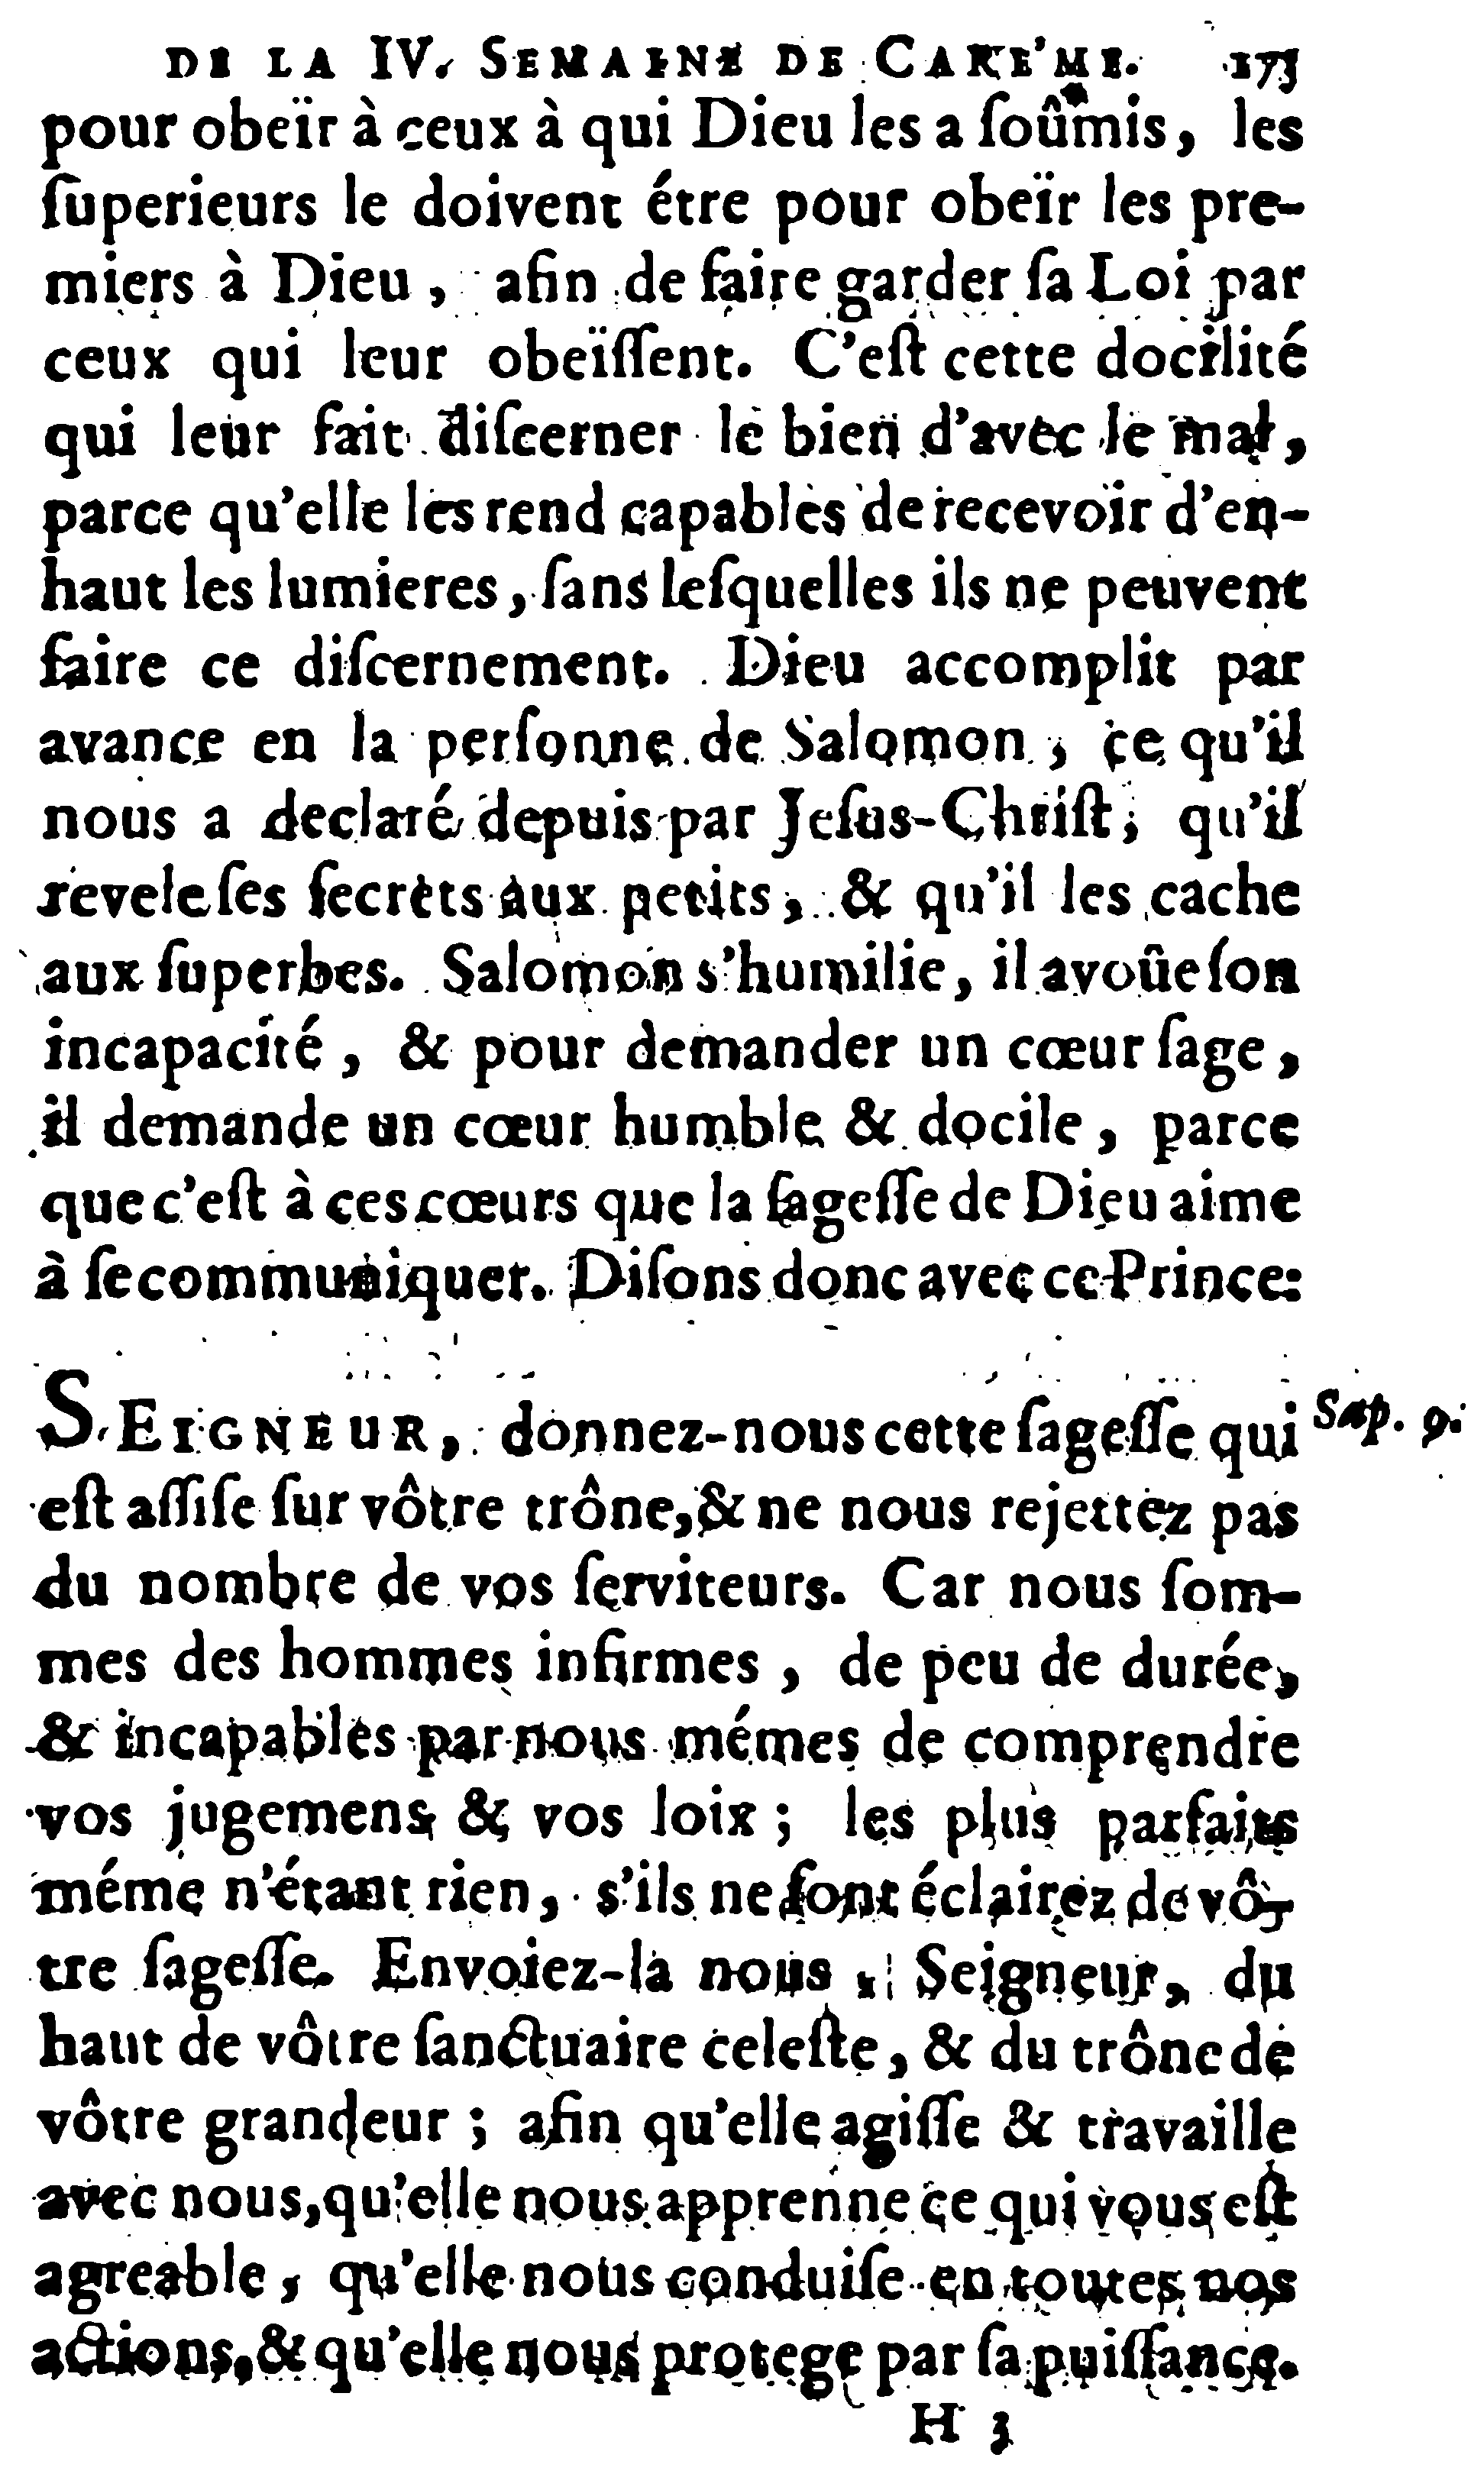 DE LA IV. SEMAINE DE CARE'ME. 173
pour obeïr à ceux à qui Dieu les a ſoûmis, les
ſuperieurs le doivent étre pour obeïr les pre-
miers à Dieu, afin de faire garder ſa Loi par
ceux qui leur obeïſſent. C'eſt cette docilité
qui leur fait diſcerner le bien d'avec le mal,
parce qu'elle les rend capables de recevoir d'en-
haut les lumieres, ſans leſquelles ils ne peuvent
faire ce diſcernement. Dieu accomplit par
avance en la perſonne de Salomon, ce qu'il
nous a declaré depuis par Jeſus-Chriſt, qu'il
revele ſes ſecrets aux petits, & qu'il les cache
aux ſuperbes. Salomon s'humilie, il avoûe ſon
incapacité, & pour demander un cœur ſage,
il demande un cœur humble & docile, parce
que c'eſt à ces cœurs que la ſageſſe de Dieu aime
à ſe communiquer. Diſons donc avec ce Prince:
SEIGNEUR, donnez-nous cette ſageſſe qui Sap. 9.
eſt aſſiſe ſur vôtre trône, & ne nous rejettez pas
du nombre de vos ſerviteurs. Car nous ſom-
mes des hommes infirmes, de peu de durée,
& incapables par nous mémes de comprendre
vos jugemens & vos loix; les plus parfaits
méme n'étant rien, s'ils ne ſont éclairez de vô-
tre ſageſſe. Envoiez-la nous, Seigneur, du
haut de vôtre ſanctuaire celeſte, & du trône de
vôtre grandeur; afin qu'elle agiſſe & travaille
avec nous, qu'elle nous apprenne ce qui vous eſt
agreable, qu'elle nous conduiſe en toutes nos
actions, & qu'elle nous protege par ſa puiſſance.
H 3